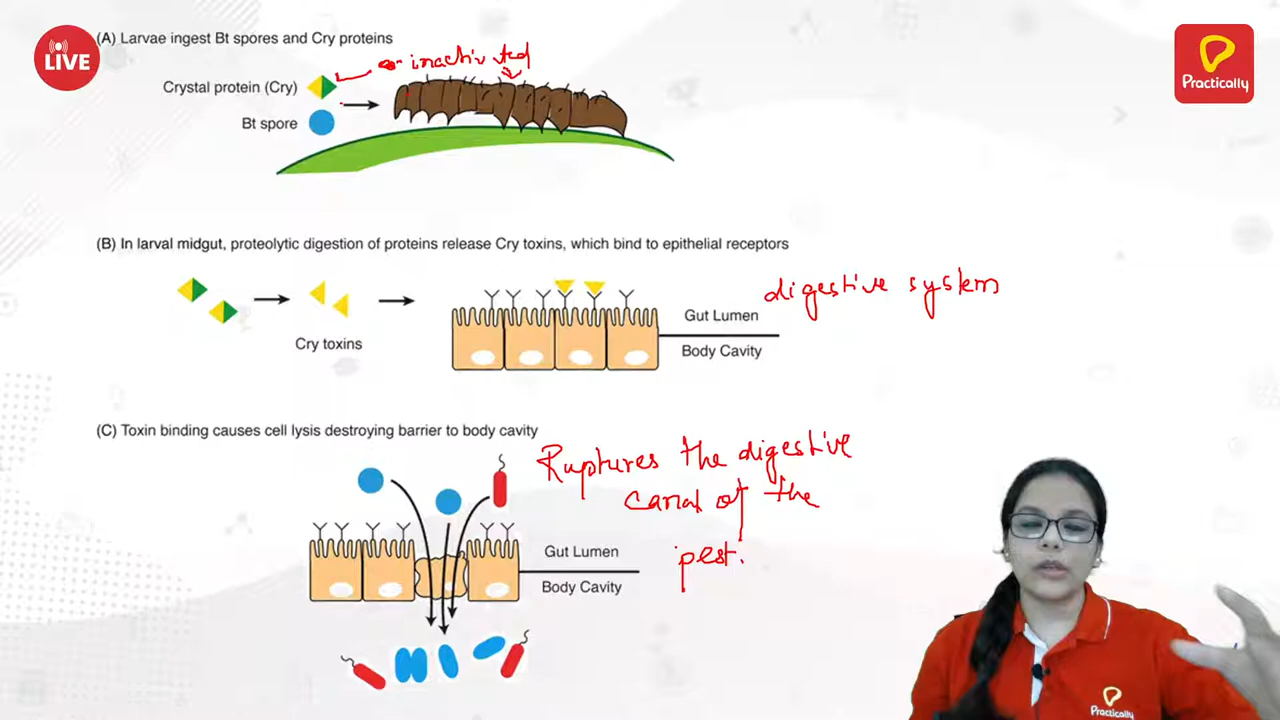 (A) Larvae ingest Bt spores and Cry proteins
LIVE
inactivated
Crystal protein (Cry)
Bt spore
Practically
(B) In larval midgut, proteolytic digestion of proteins release Cry toxins, which bind to epithelial receptors
digestive system
Gut Lumen
Cry toxins
Body Cavity
(C) Toxin binding causes cell lysis destroying barrier to body cavity
Ruptures the digestive
canal of the
pest.
Gut Lumen
Body Cavity
Practically